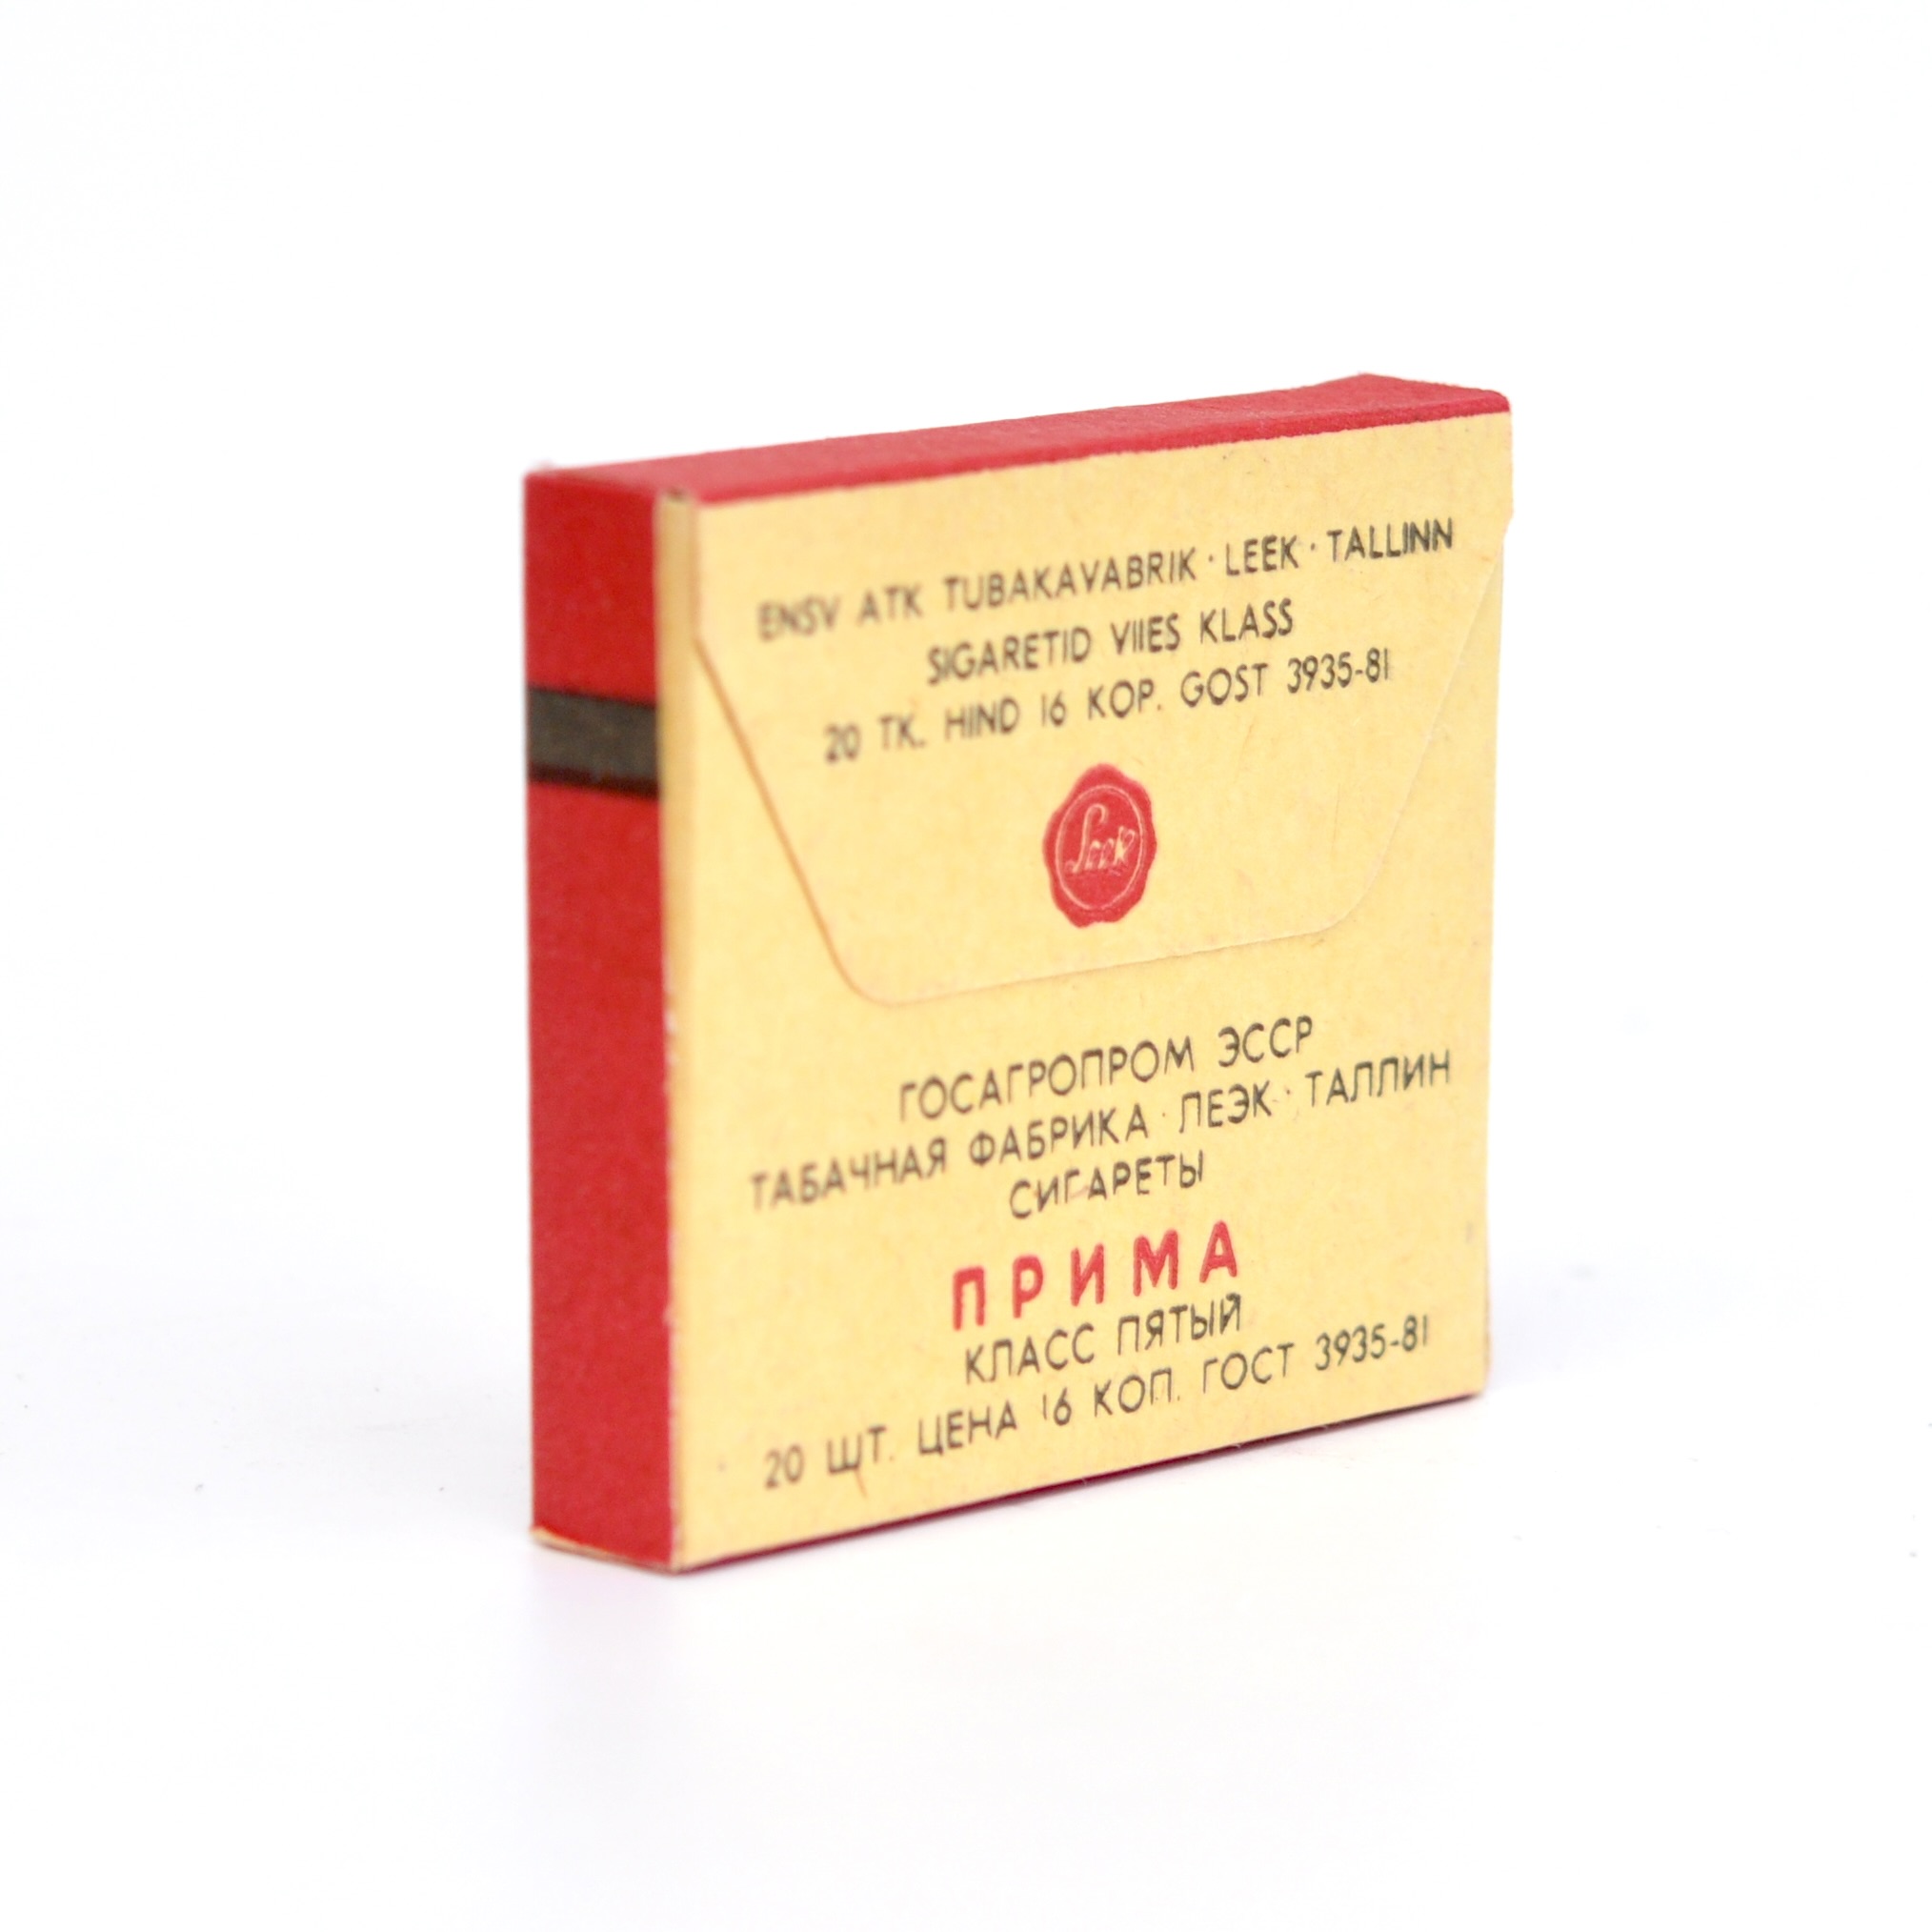 ENSV ATK TUBAKAVABRIK · LEEK · TALLINN
SIGARETID VIIES KLASS
20 TK. HIND 16 KOP. GOST 3935-81
Leek
ГОСАГРОПРОМ ЭССР
ТАБАЧНАЯ ФАБРИКА · ЛЕЭК · ТАЛЛИН
СИГАРЕТЫ
ПРИМА
КЛАСС ПЯТЫЙ
20 ШТ. ЦЕНА 16 КОП. ГОСТ 3935-81